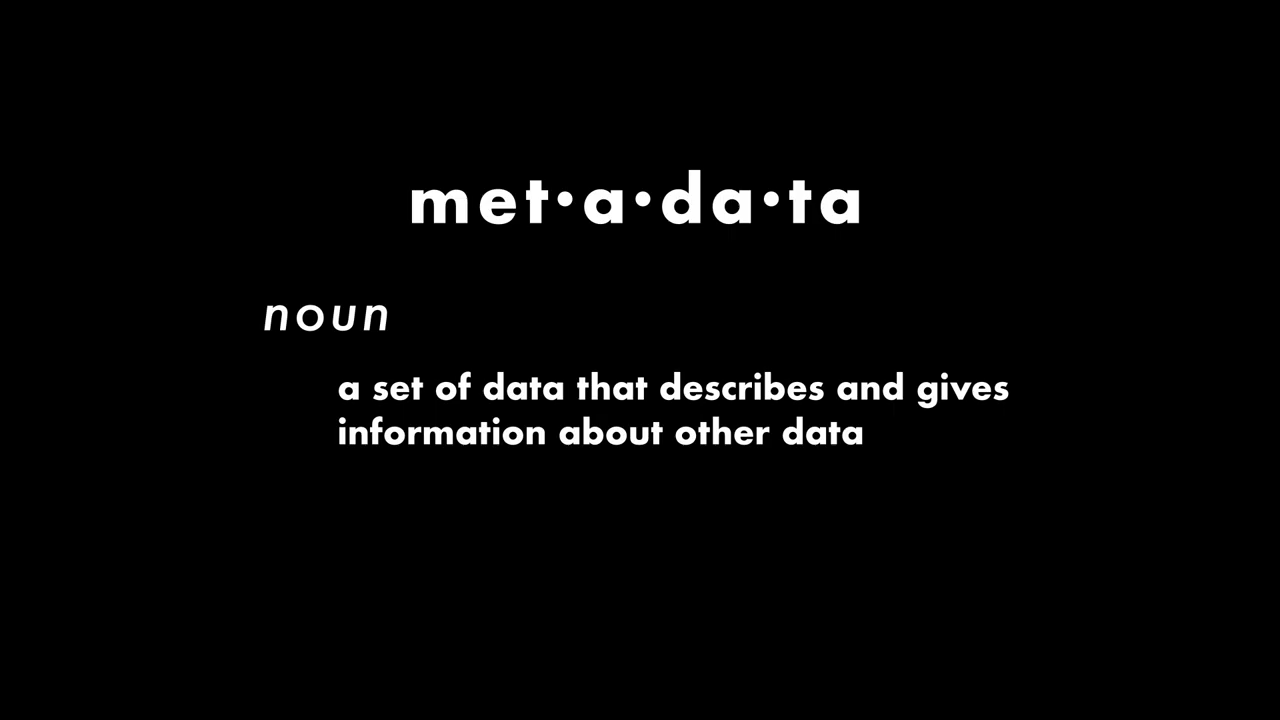 met·a·da·ta
noun
a set of data that describes and gives
information about other data